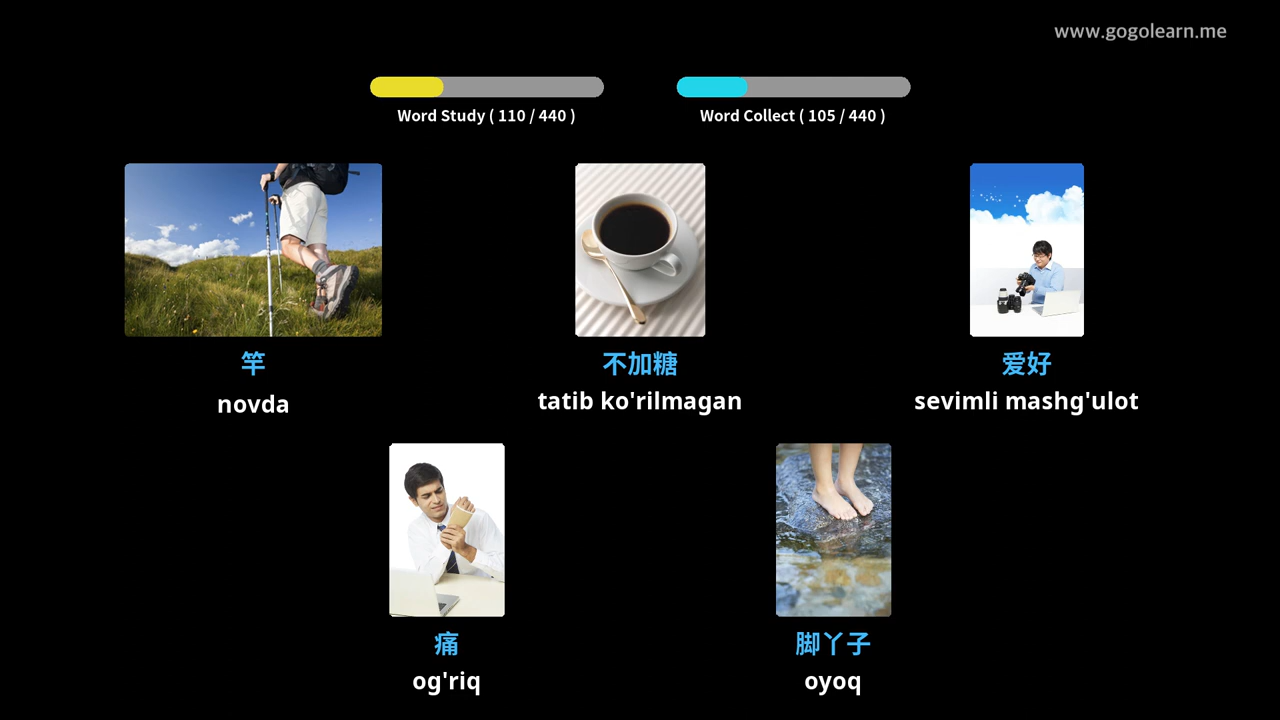 www.gogolearn.me
Word Study ( 110 / 440 )
Word Collect ( 105 / 440 )
竿
novda
不加糖
tatib ko'rilmagan
爱好
sevimli mashg'ulot
痛
og'riq
脚丫子
oyoq